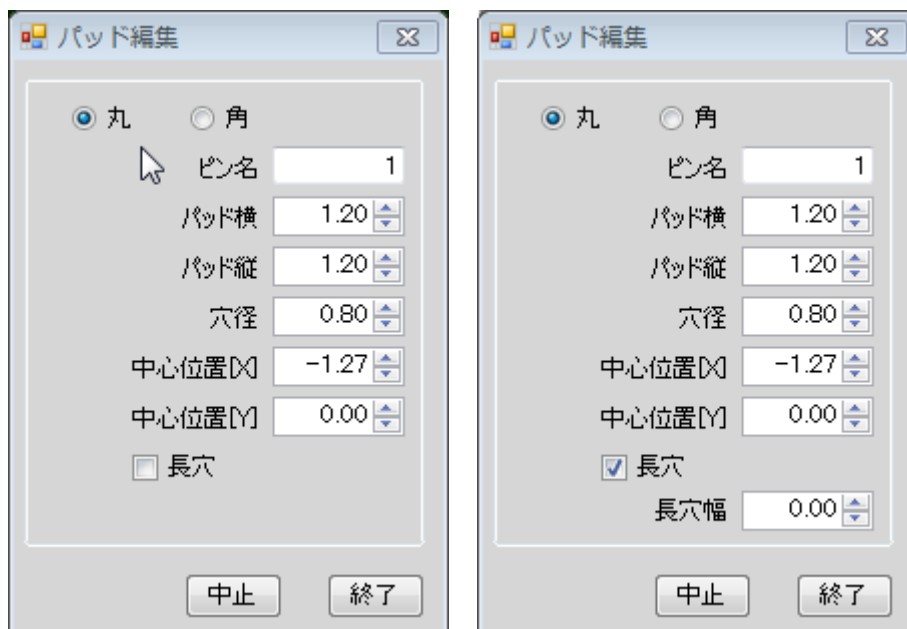 パッド編集
丸 角
ピン名 1
パッド横 1.20
パッド縦 1.20
穴径 0.80
中心位置[X] -1.27
中心位置[Y] 0.00
長穴
中止 終了
パッド編集
丸 角
ピン名 1
パッド横 1.20
パッド縦 1.20
穴径 0.80
中心位置[X] -1.27
中心位置[Y] 0.00
長穴
長穴幅 0.00
中止 終了